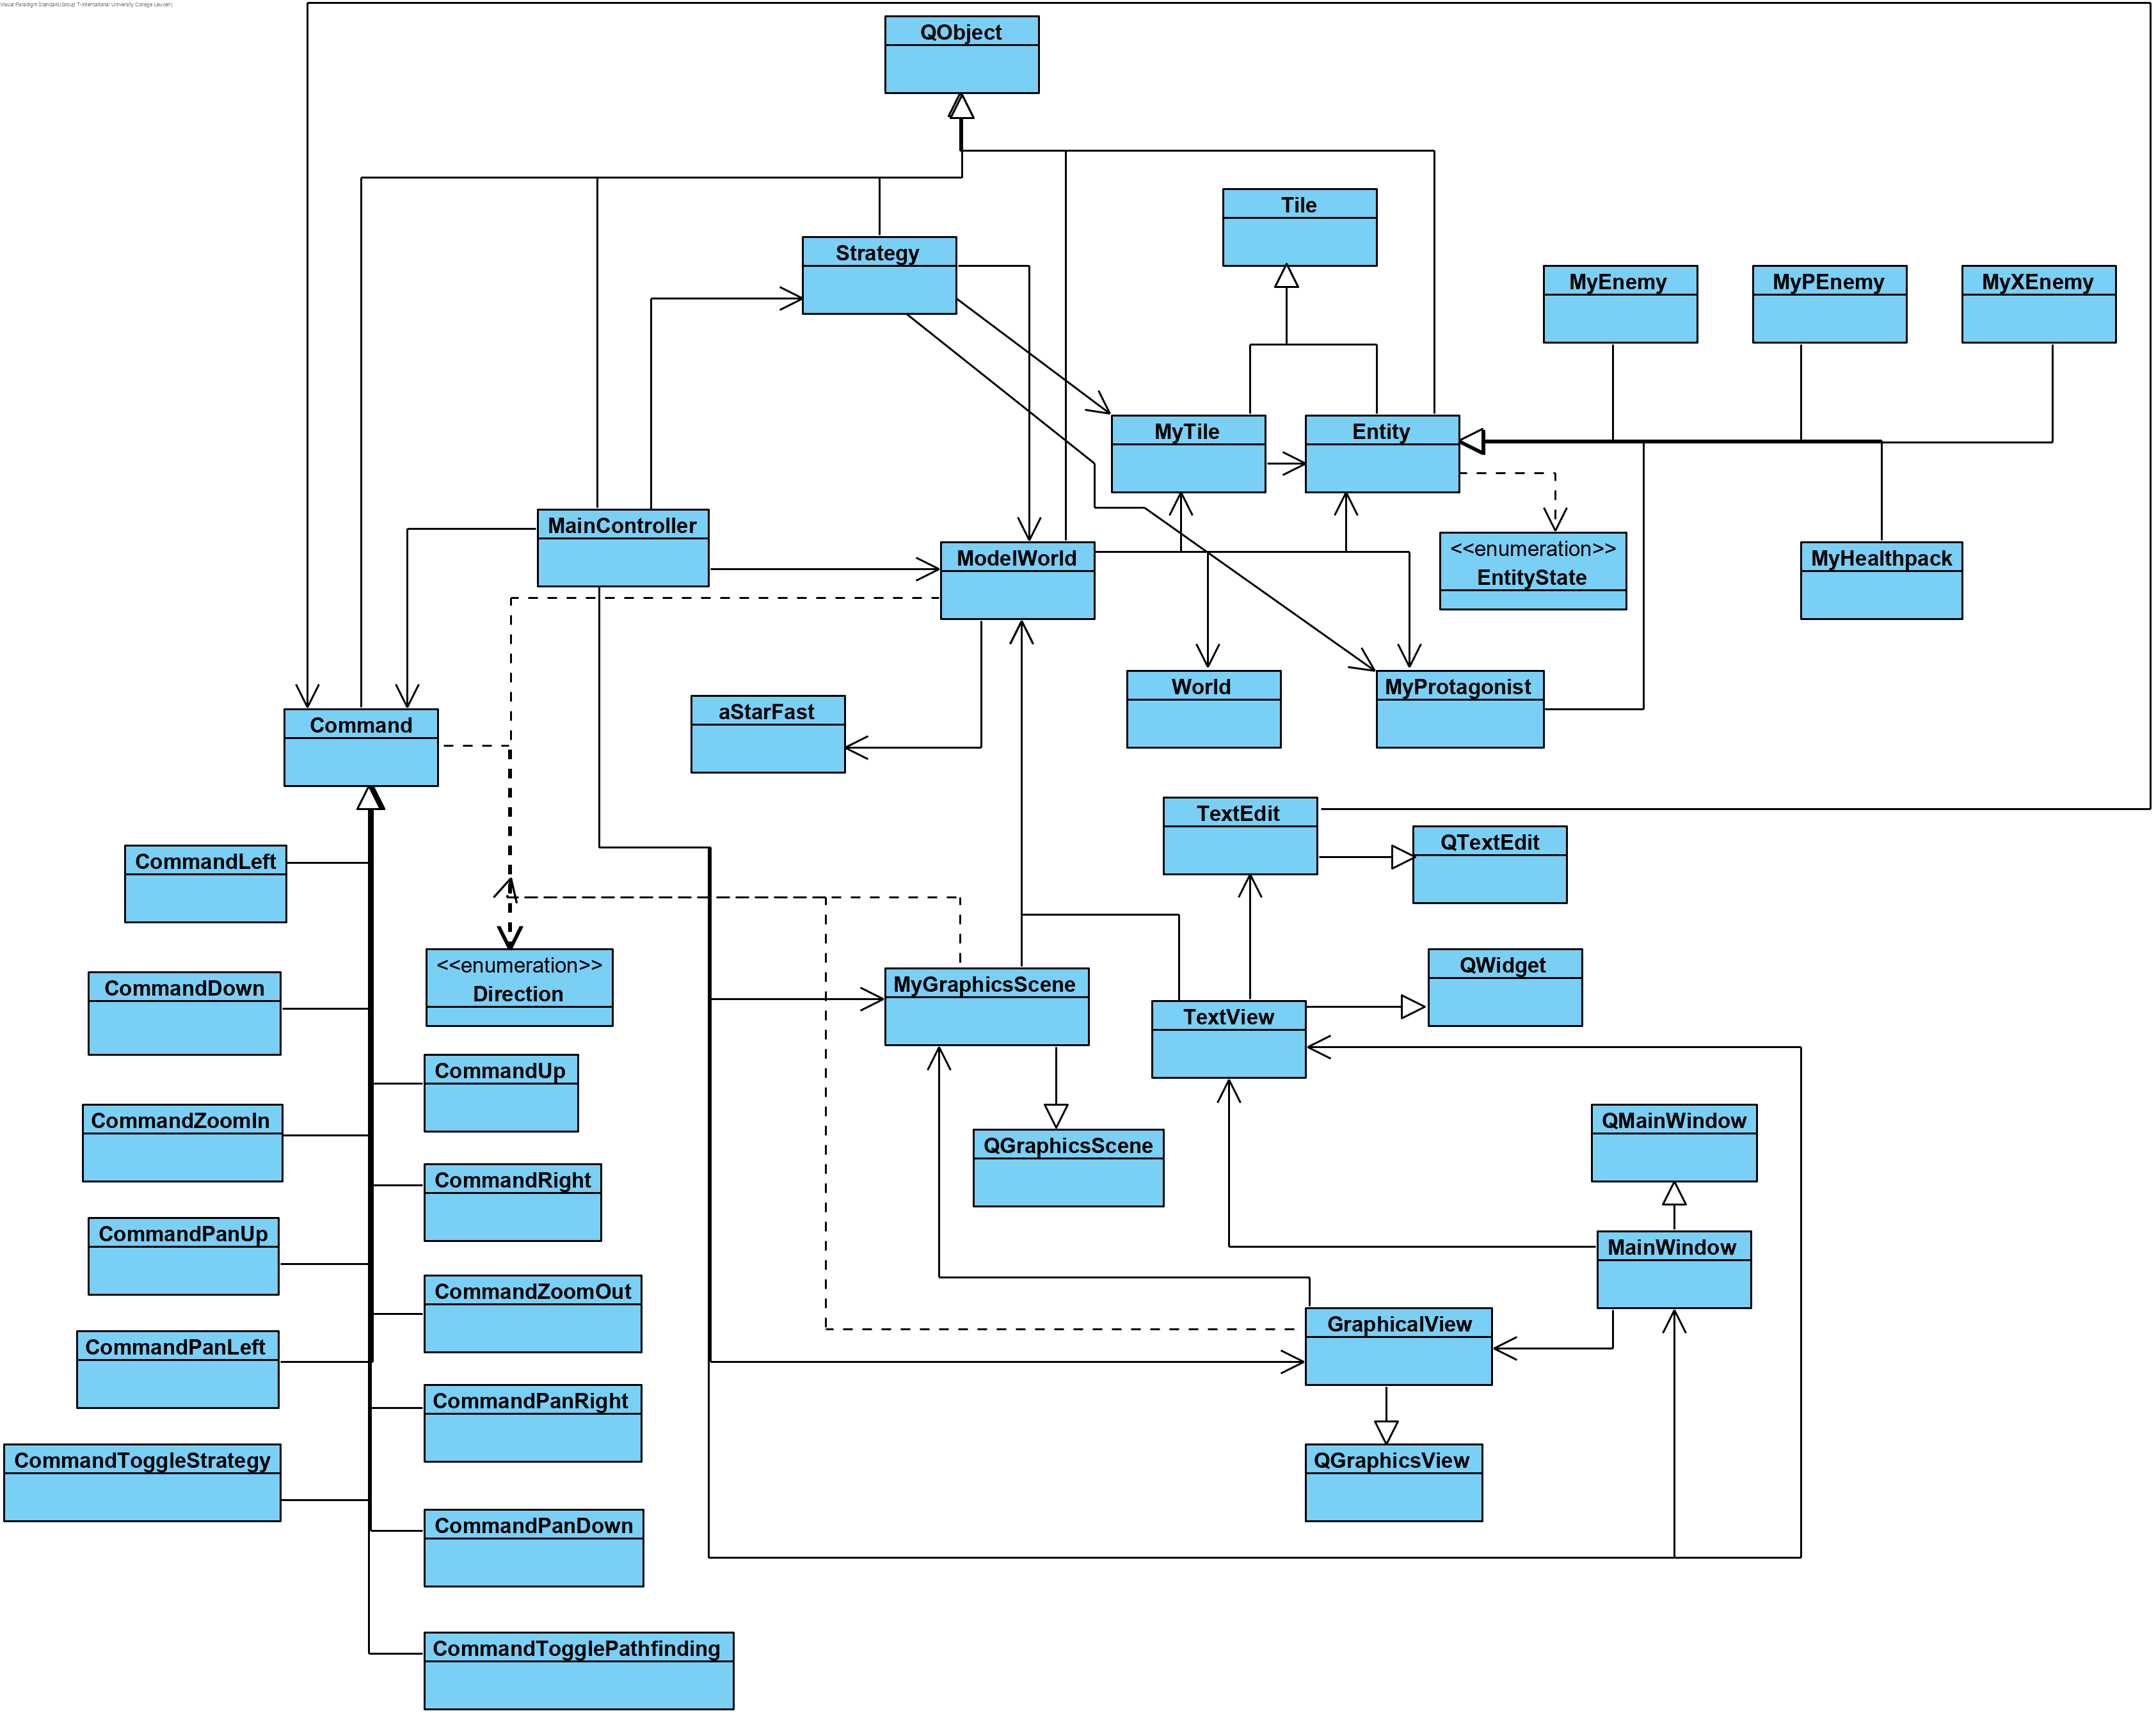 Visual Paradigm Standard(Group T-International University College Leuven)
QObject
Tile
Strategy
MyEnemy
MyPEnemy
MyXEnemy
MyTile
Entity
MainController
ModelWorld
<<enumeration>>
EntityState
MyHealthpack
World
MyProtagonist
aStarFast
Command
TextEdit
QTextEdit
CommandLeft
<<enumeration>>
Direction
QWidget
CommandDown
MyGraphicsScene
TextView
CommandUp
CommandZoomIn
QMainWindow
QGraphicsScene
CommandRight
CommandPanUp
MainWindow
CommandZoomOut
GraphicalView
CommandPanLeft
CommandPanRight
CommandToggleStrategy
QGraphicsView
CommandPanDown
CommandTogglePathfinding